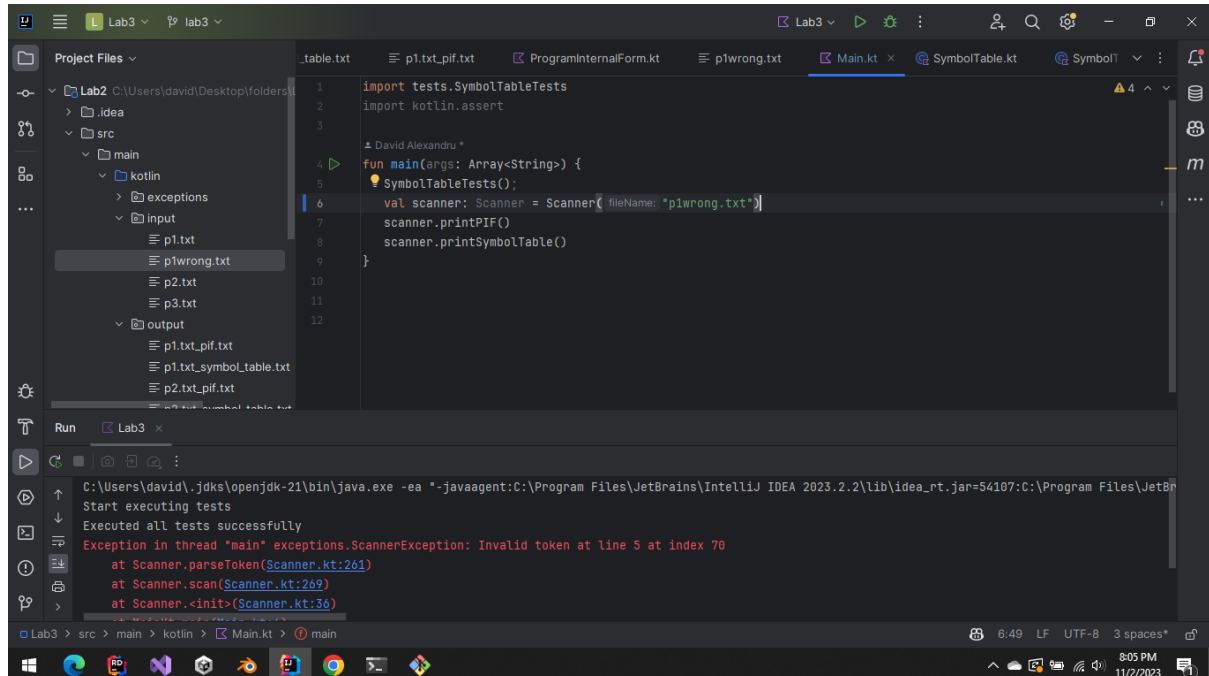 Lab3 lab3 Lab3
Project Files
_table.txt p1.txt_pif.txt ProgramInternalForm.kt p1wrong.txt Main.kt SymbolTable.kt SymbolT
Lab2 C:\Users\david\Desktop\folders\L
.idea
src
main
kotlin
exceptions
input
p1.txt
p1wrong.txt
p2.txt
p3.txt
output
p1.txt_pif.txt
p1.txt_symbol_table.txt
p2.txt_pif.txt
4
1 import tests.SymbolTableTests
2 import kotlin.assert
3
David Alexandru *
4 fun main(args: Array<String>) {
5 SymbolTableTests();
6 val scanner: Scanner = Scanner( fileName: "p1wrong.txt")
7 scanner.printPIF()
8 scanner.printSymbolTable()
9 }
10
11
12
Run Lab3
C:\Users\david\.jdks\openjdk-21\bin\java.exe -ea "-javaagent:C:\Program Files\JetBrains\IntelliJ IDEA 2023.2.2\lib\idea_rt.jar=54107:C:\Program Files\JetBr
Start executing tests
Executed all tests successfully
Exception in thread "main" exceptions.ScannerException: Invalid token at line 5 at index 70
at Scanner.parseToken(Scanner.kt:261)
at Scanner.scan(Scanner.kt:269)
at Scanner.<init>(Scanner.kt:36)
Lab3 > src > main > kotlin > Main.kt > main
6:49 LF UTF-8 3 spaces*
8:05 PM
11/2/2023